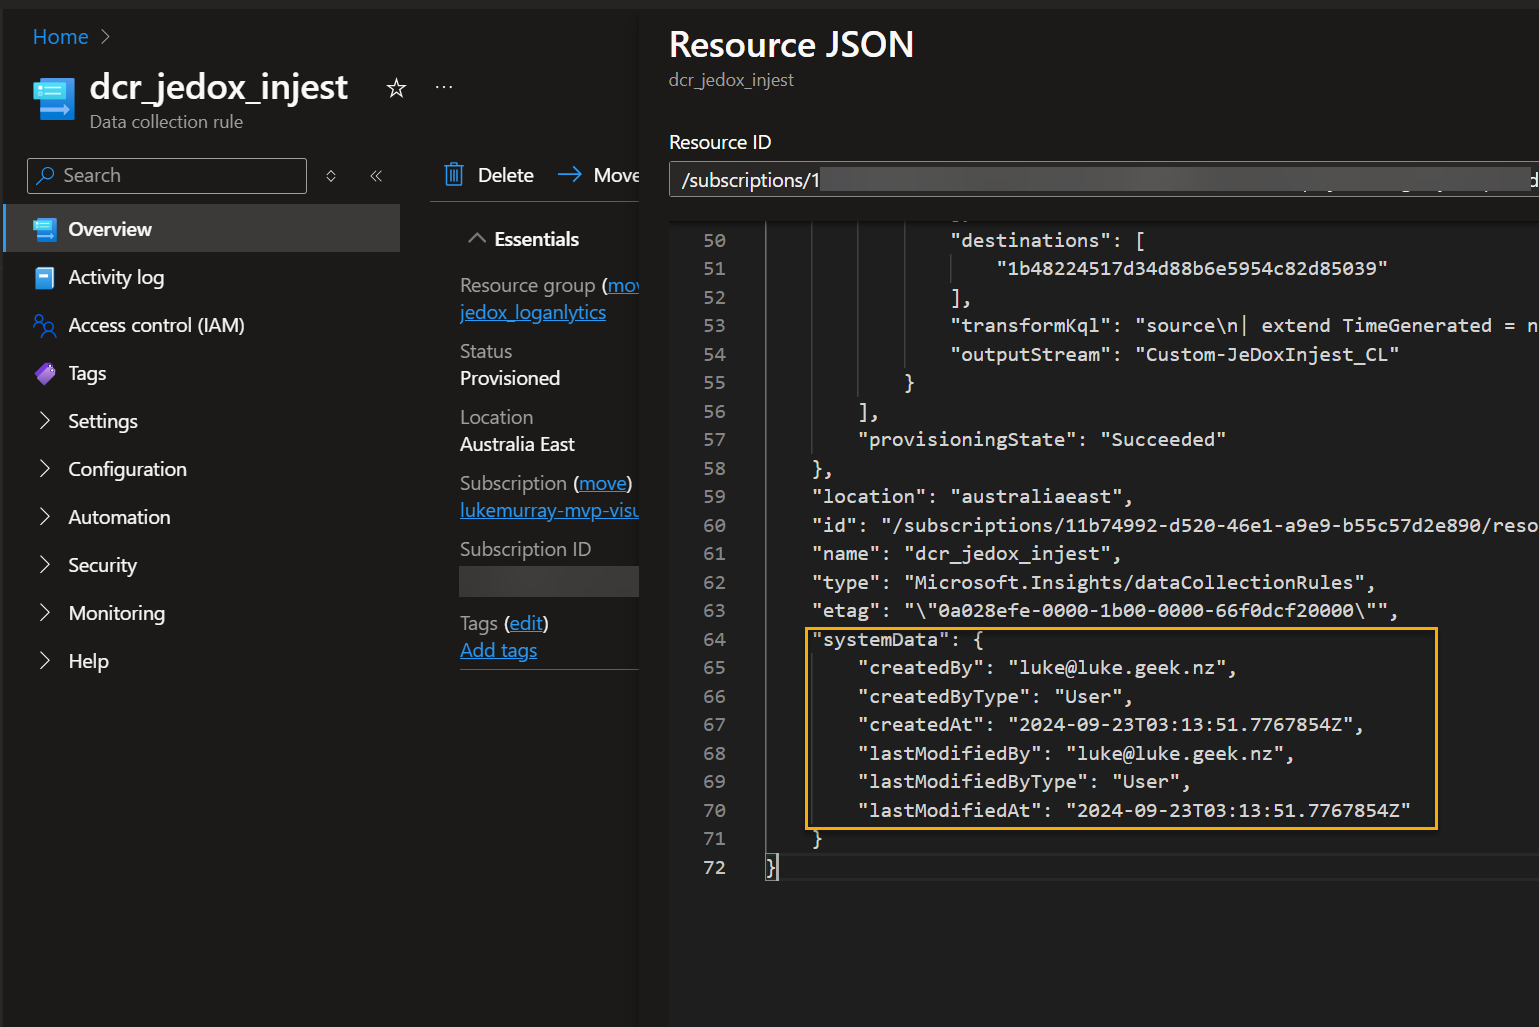 Home >
dcr_jedox_injest
Data collection rule
Search
Overview
Activity log
Access control (IAM)
Tags
Settings
Configuration
Automation
Security
Monitoring
Help
Delete
Move
Essentials
Resource group (mov
jedox_loganlytics
Status
Provisioned
Location
Australia East
Subscription (move)
lukemurray-mvp-visu
Subscription ID
Tags (edit)
Add tags
Resource JSON
dcr_jedox_injest
Resource ID
/subscriptions/1
50 "destinations": [
51 "1b48224517d34d88b6e5954c82d85039"
52 ],
53 "transformKql": "source\n| extend TimeGenerated = n
54 "outputStream": "Custom-JeDoxInjest_CL"
55 }
56 ],
57 "provisioningState": "Succeeded"
58 },
59 "location": "australiaeast",
60 "id": "/subscriptions/11b74992-d520-46e1-a9e9-b55c57d2e890/reso
61 "name": "dcr_jedox_injest",
62 "type": "Microsoft.Insights/dataCollectionRules",
63 "etag": "\"0a028efe-0000-1b00-0000-66f0dcf20000\"",
64 "systemData": {
65 "createdBy": "luke@luke.geek.nz",
66 "createdByType": "User",
67 "createdAt": "2024-09-23T03:13:51.7767854Z",
68 "lastModifiedBy": "luke@luke.geek.nz",
69 "lastModifiedByType": "User",
70 "lastModifiedAt": "2024-09-23T03:13:51.7767854Z"
71 }
72 }